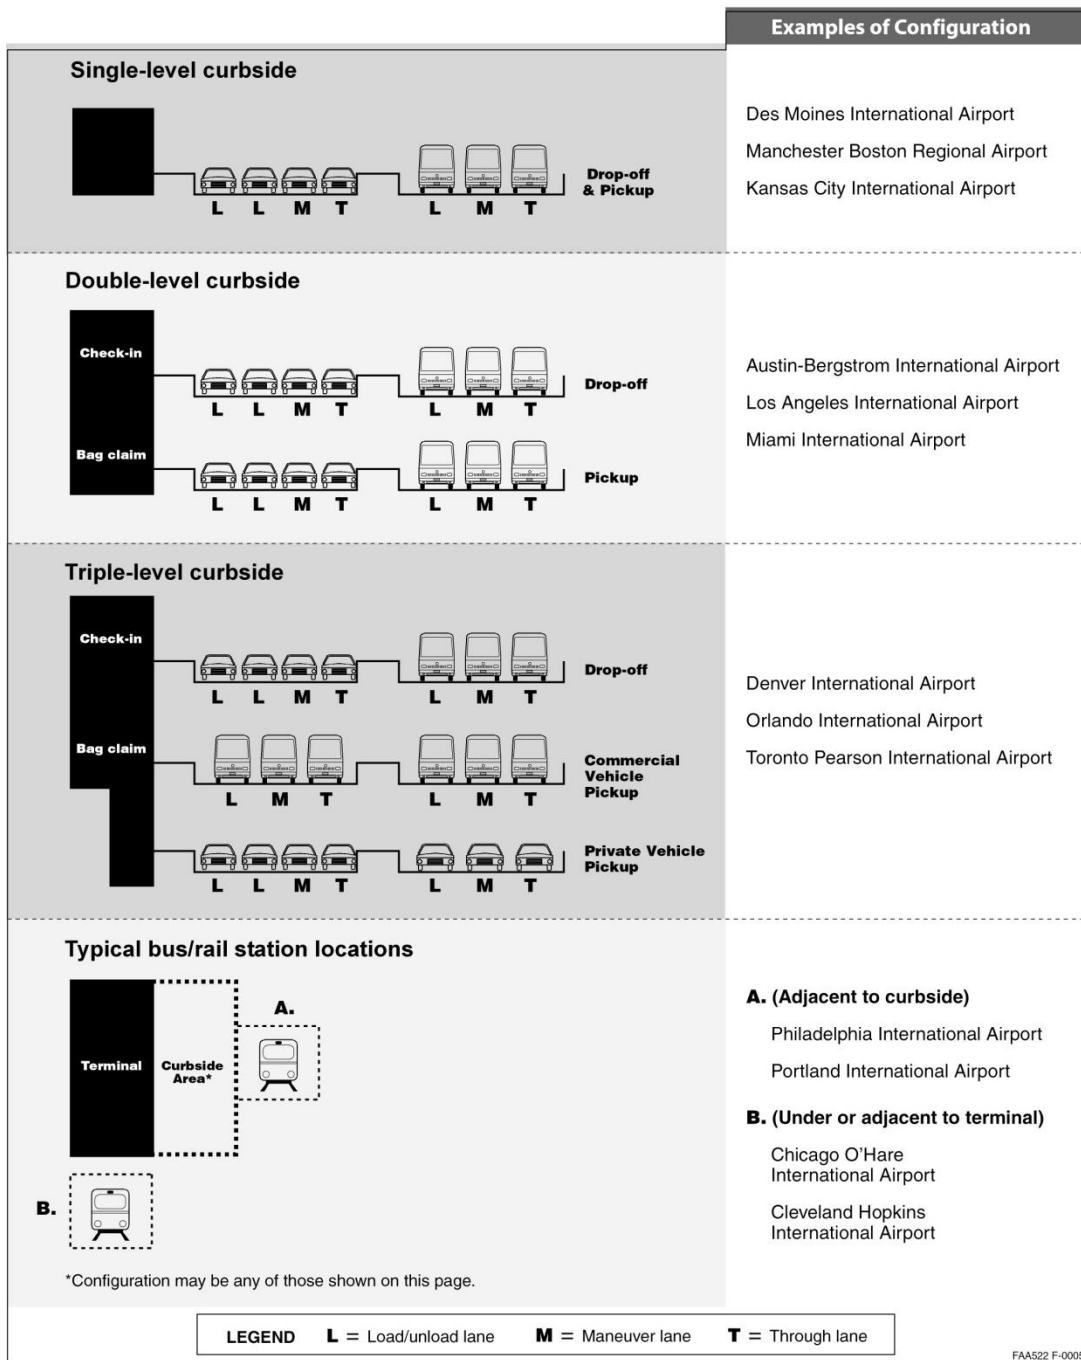 Examples of Configuration
Single-level curbside
Drop-off
& Pickup
L L M T L M T
Des Moines International Airport
Manchester Boston Regional Airport
Kansas City International Airport
Double-level curbside
Check-in
Drop-off
L L M T L M T
Bag claim
Pickup
L L M T L M T
Austin-Bergstrom International Airport
Los Angeles International Airport
Miami International Airport
Triple-level curbside
Check-in
Drop-off
L L M T L M T
Bag claim
Commercial
Vehicle
Pickup
L M T L M T
Private Vehicle
Pickup
L L M T L M T
Denver International Airport
Orlando International Airport
Toronto Pearson International Airport
Typical bus/rail station locations
A.
Terminal
Curbside
Area*
B.
*Configuration may be any of those shown on this page.
A. (Adjacent to curbside)
Philadelphia International Airport
Portland International Airport
B. (Under or adjacent to terminal)
Chicago O'Hare
International Airport
Cleveland Hopkins
International Airport
LEGEND L = Load/unload lane M = Maneuver lane T = Through lane
FAA522 F-0005